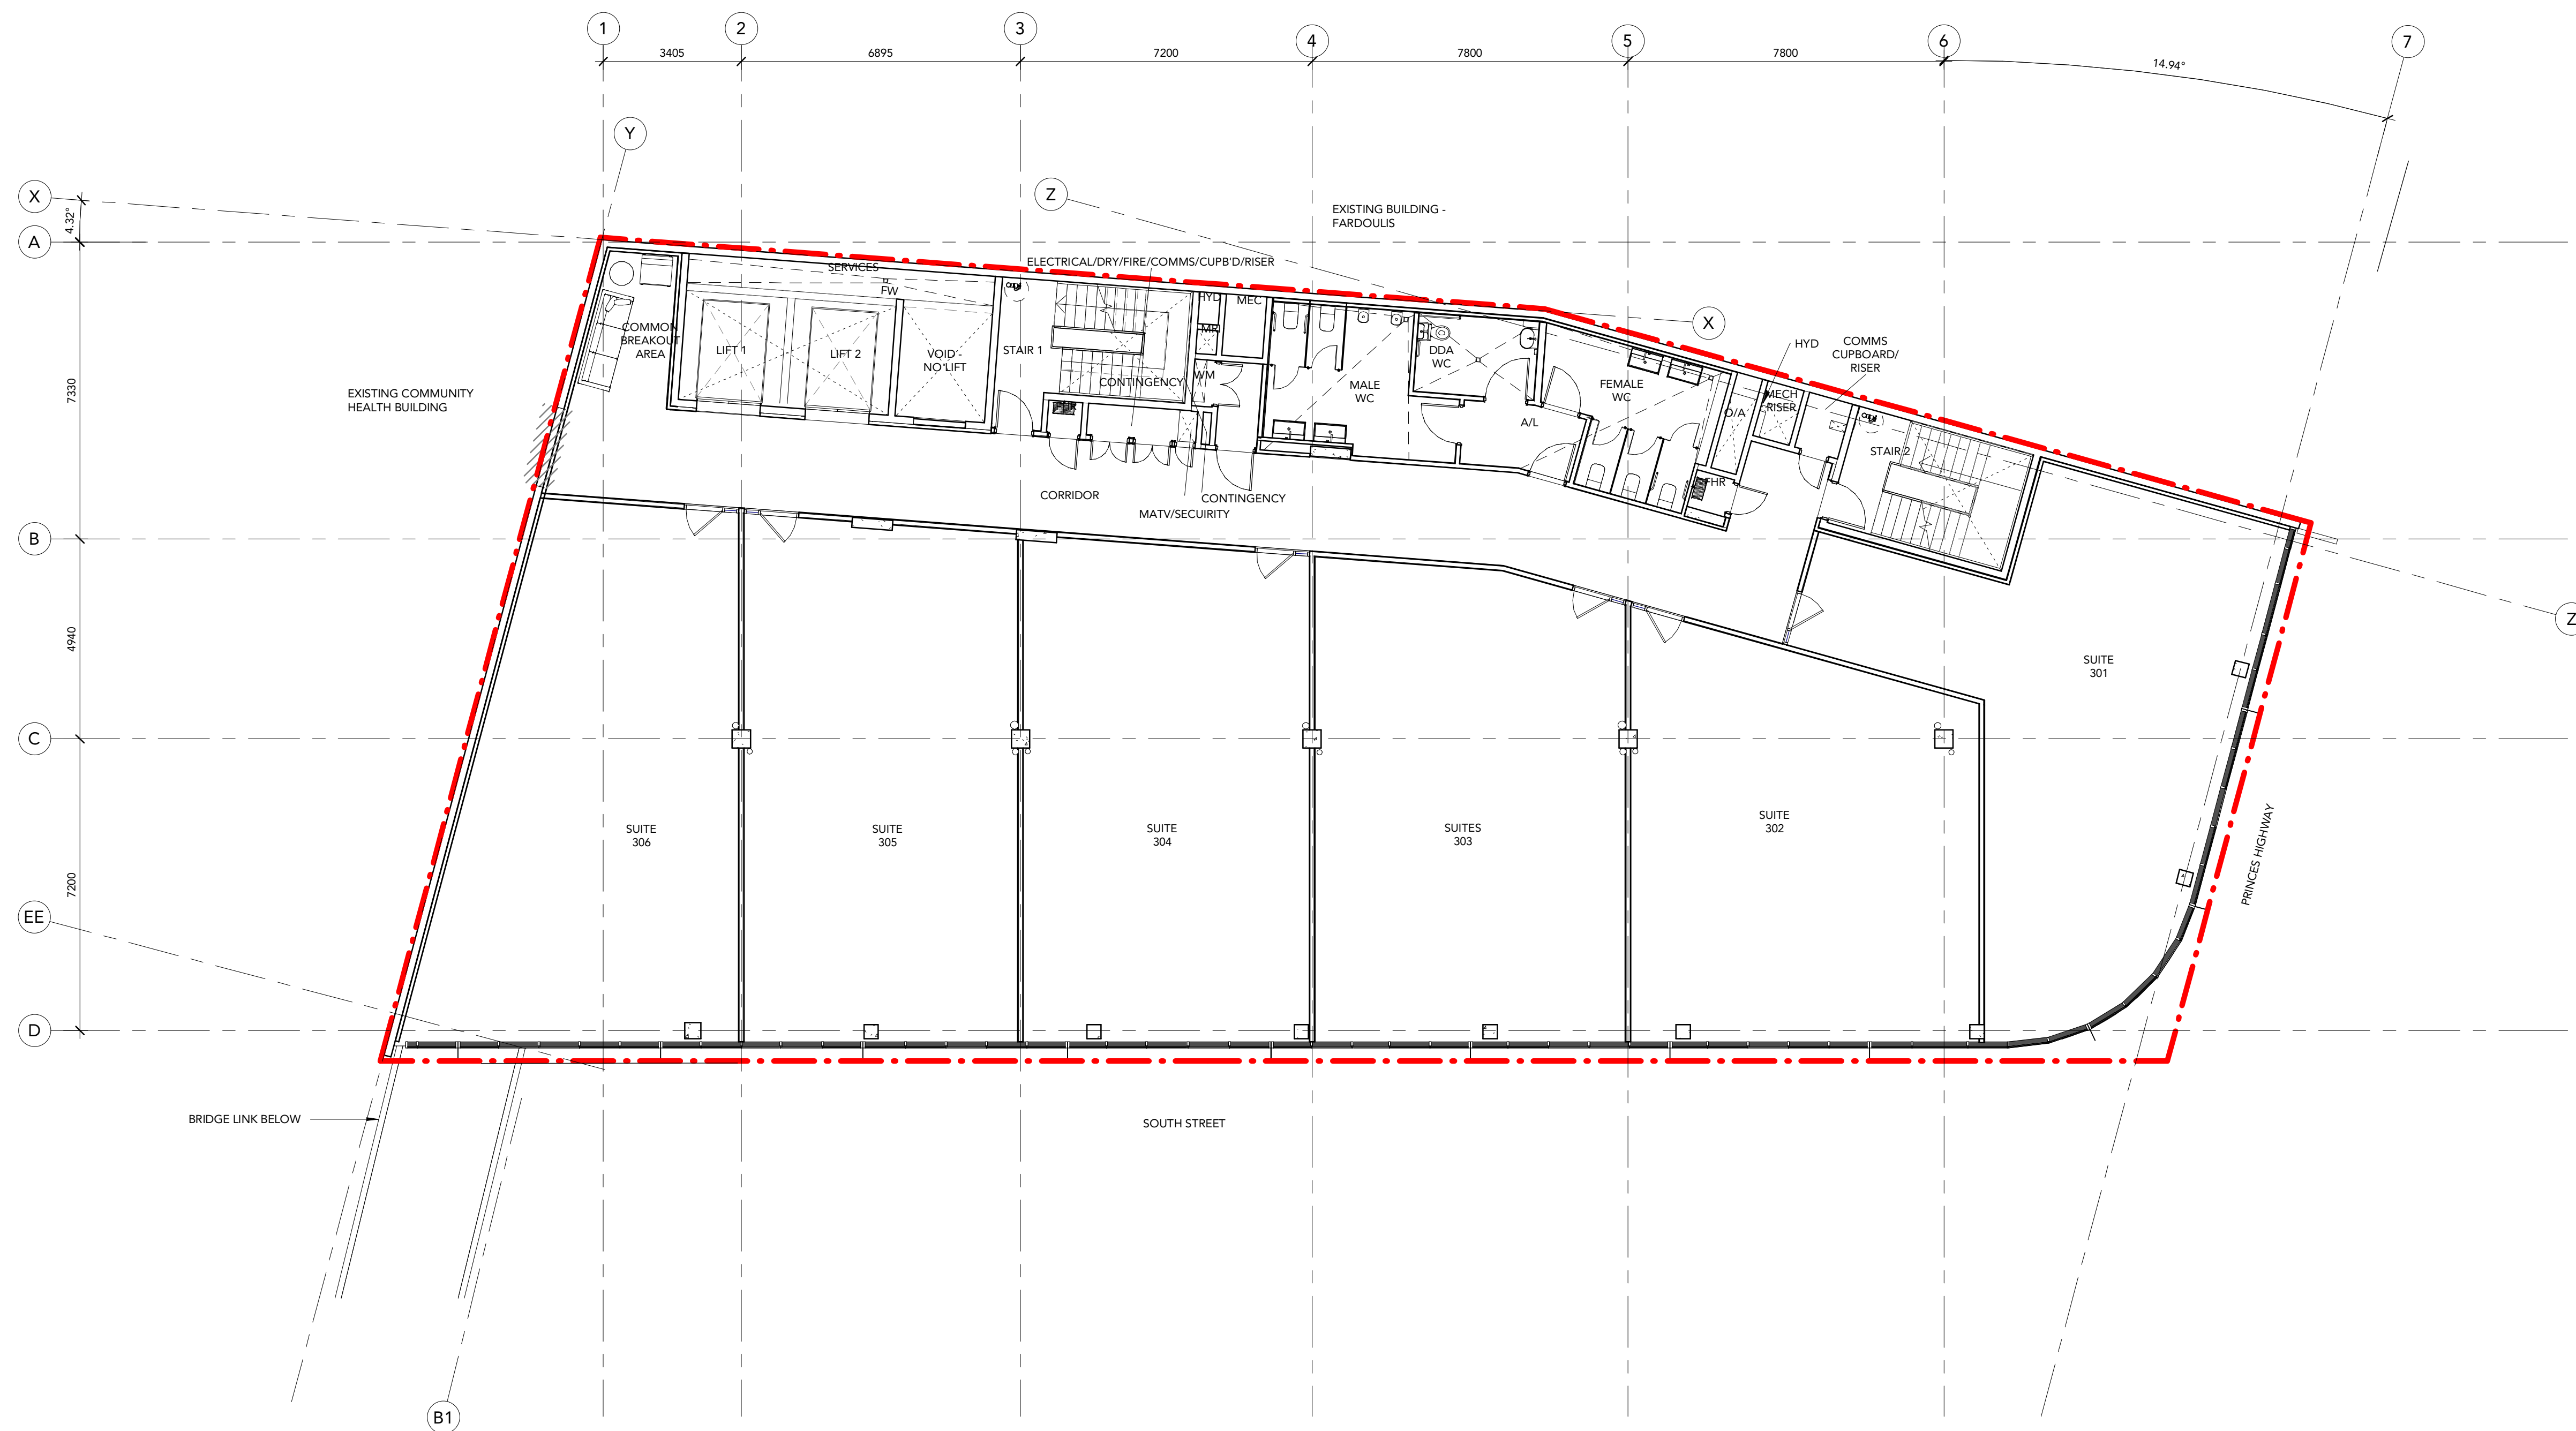 1
2
3
4
5
6
7
3405
6895
7200
7800
7800
14.94°
Y
X
Z
4.32°
A
EXISTING BUILDING -
FARDOULIS
SERVICES
FW
ELECTRICAL/DRY/FIRE/COMMS/CUPB'D/RISER
HYD
MEC
X
COMMON
BREAKOUT
AREA
LIFT 1
LIFT 2
VOID -
NO LIFT
STAIR 1
MR
WM
CONTINGENCY
FHR
MALE
WC
DDA
WC
A/L
FEMALE
WC
O/A
HYD
MECH
RISER
COMMS
CUPBOARD/
RISER
STAIR 2
FHR
7330
EXISTING COMMUNITY
HEALTH BUILDING
CORRIDOR
CONTINGENCY
MATV/SECUIRITY
B
Z
4940
SUITE
301
C
SUITE
306
SUITE
305
SUITE
304
SUITES
303
SUITE
302
PRINCES HIGHWAY
7200
EE
D
BRIDGE LINK BELOW
SOUTH STREET
B1